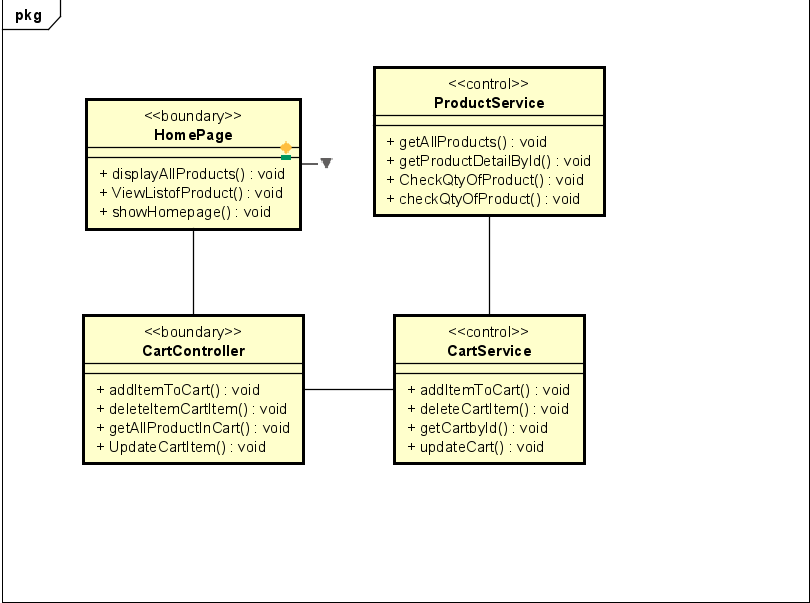 pkg
<<boundary>>
HomePage
+ displayAllProducts() : void
+ ViewListofProduct() : void
+ showHomepage() : void
<<control>>
ProductService
+ getAllProducts() : void
+ getProductDetailById() : void
+ CheckQtyOfProduct() : void
+ checkQtyOfProduct() : void
<<boundary>>
CartController
+ addItemToCart() : void
+ deleteItemCartItem() : void
+ getAllProductInCart() : void
+ UpdateCartItem() : void
<<control>>
CartService
+ addItemToCart() : void
+ deleteCartItem() : void
+ getCartbyId() : void
+ updateCart() : void